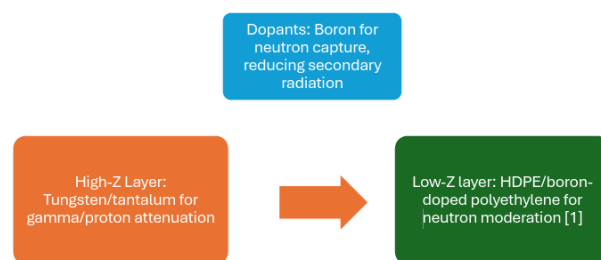 Dopants: Boron for
neutron capture,
reducing secondary
radiation
High-Z Layer:
Tungsten/tantalum for
gamma/proton attenuation
Low-Z layer: HDPE/boron-
doped polyethylene for
neutron moderation [1]